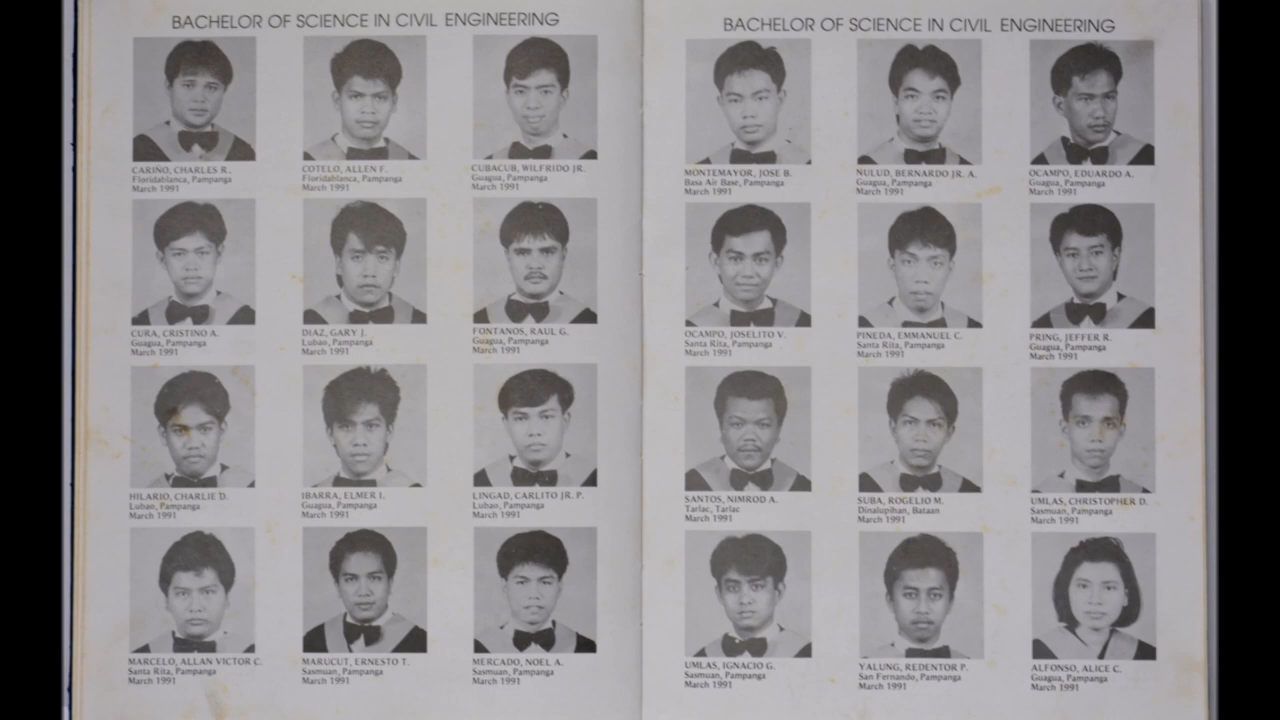 BACHELOR OF SCIENCE IN CIVIL ENGINEERING
CARIÑO, CHARLES R.
Floridablanca, Pampanga
March 1991
COTELO, ALLEN F.
Floridablanca, Pampanga
March 1991
CUBACUB, WILFRIDO JR.
Guagua, Pampanga
March 1991
CURA, CRISTINO A.
Guagua, Pampanga
March 1991
DIAZ, GARY J.
Lubao, Pampanga
March 1991
FONTANOS, RAUL G.
Guagua, Pampanga
March 1991
HILARIO, CHARLIE D.
Lubao, Pampanga
March 1991
IBARRA, ELMER I.
Guagua, Pampanga
March 1991
LINGAD, CARLITO JR. P.
Lubao, Pampanga
March 1991
MARCELO, ALLAN VICTOR C.
Santa Rita, Pampanga
March 1991
MARUCUT, ERNESTO T.
Sasmuan, Pampanga
March 1991
MERCADO, NOEL A.
Sasmuan, Pampanga
March 1991
BACHELOR OF SCIENCE IN CIVIL ENGINEERING
MONTEMAYOR, JOSE B.
Basa Air Base, Pampanga
March 1991
NULUD, BERNARDO JR. A.
Guagua, Pampanga
March 1991
OCAMPO, EDUARDO A.
Guagua, Pampanga
March 1991
OCAMPO, JOSELITO V.
Santa Rita, Pampanga
March 1991
PINEDA, EMMANUEL C.
Santa Rita, Pampanga
March 1991
PRING, JEFFER R.
Guagua, Pampanga
March 1991
SANTOS, NIMROD A.
Tarlac, Tarlac
March 1991
SUBA, ROGELIO M.
Dinalupihan, Bataan
March 1991
UMLAS, CHRISTOPHER D.
Sasmuan, Pampanga
March 1991
UMLAS, IGNACIO G.
Sasmuan, Pampanga
March 1991
YALUNG, REDENTOR P.
San Fernando, Pampanga
March 1991
ALFONSO, ALICE C.
Guagua, Pampanga
March 1991